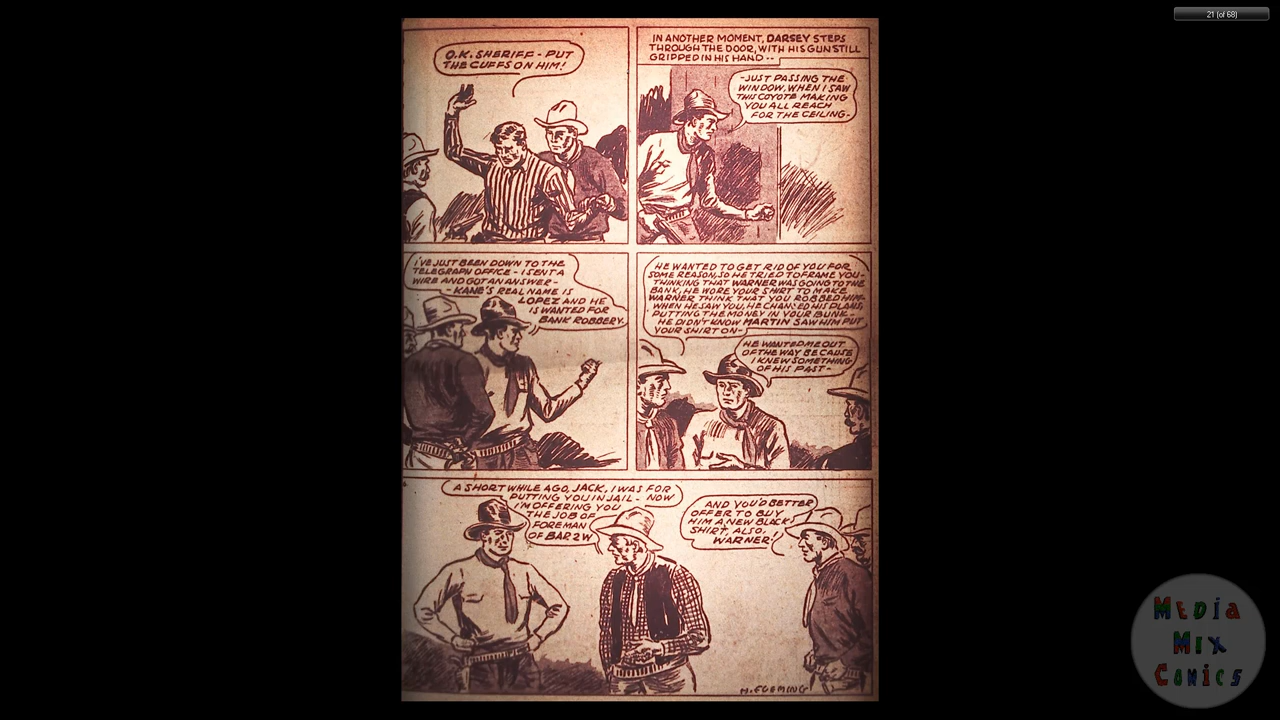 21 (of 68)
O.K. SHERIFF - PUT
THE CUFFS ON HIM!
IN ANOTHER MOMENT, DARSEY STEPS
THROUGH THE DOOR, WITH HIS GUN STILL
GRIPPED IN HIS HAND --
-JUST PASSING THE
WINDOW, WHEN I SAW
THIS COYOTE MAKING
YOU ALL REACH
FOR THE CEILING-
I'VE JUST BEEN DOWN TO THE
TELEGRAPH OFFICE - I SENT A
WIRE AND GOT AN ANSWER -
- KANE'S REAL NAME IS
LOPEZ AND HE
IS WANTED FOR
BANK ROBBERY.
HE WANTED TO GET RID OF YOU FOR
SOME REASON, SO HE TRIED TO FRAME YOU-
THINKING THAT WARNER WAS GOING TO THE
BANK, HE WORE YOUR SHIRT TO MAKE
WARNER THINK THAT YOU ROBBED HIM-
WHEN HE SAW YOU, HE CHANGED HIS PLANS,
PUTTING THE MONEY IN YOUR BUNK-
HE DIDN'T KNOW MARTIN SAW HIM PUT
YOUR SHIRT ON-
HE WANTED ME OUT
OF THE WAY BECAUSE
I KNEW SOMETHING
OF HIS PAST-
A SHORT WHILE AGO, JACK, I WAS FOR
PUTTING YOU IN JAIL - NOW
I'M OFFERING YOU
THE JOB OF
FOREMAN
OF BAR 2 W
AND YOU'D BETTER
OFFER TO BUY
HIM A NEW BLACK
SHIRT, ALSO,
WARNER!
H. FLEMING
MEDIA
MIX
COMICS